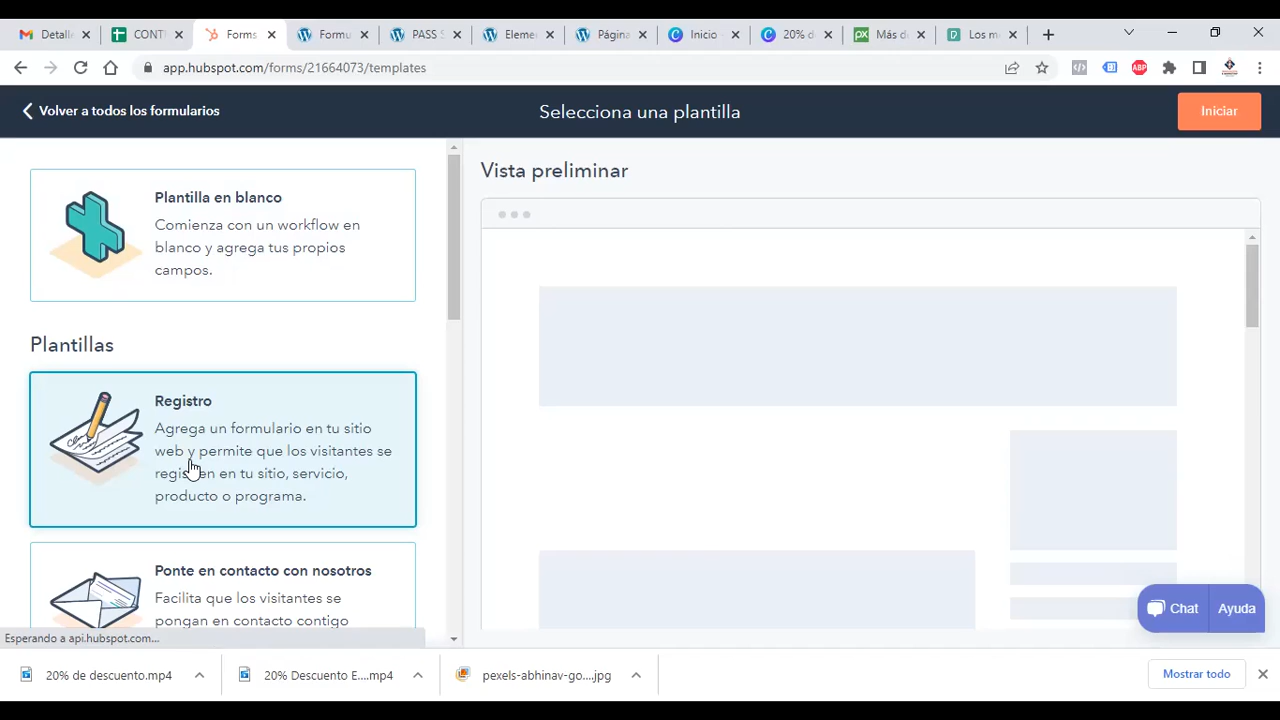 Detalle
CONTI
Forms
Formu
PASS S
Elemen
Página
Inicio -
20% de
Más de
Los m
app.hubspot.com/forms/21664073/templates
Volver a todos los formularios
Selecciona una plantilla
Iniciar
Plantilla en blanco
Comienza con un workflow en
blanco y agrega tus propios
campos.
Plantillas
Registro
Agrega un formulario en tu sitio
web y permite que los visitantes se
registren en tu sitio, servicio,
producto o programa.
Ponte en contacto con nosotros
Facilita que los visitantes se
pongan en contacto contigo
Vista preliminar
Chat
Ayuda
Esperando a api.hubspot.com...
20% de descuento.mp4
20% Descuento E....mp4
pexels-abhinav-go....jpg
Mostrar todo